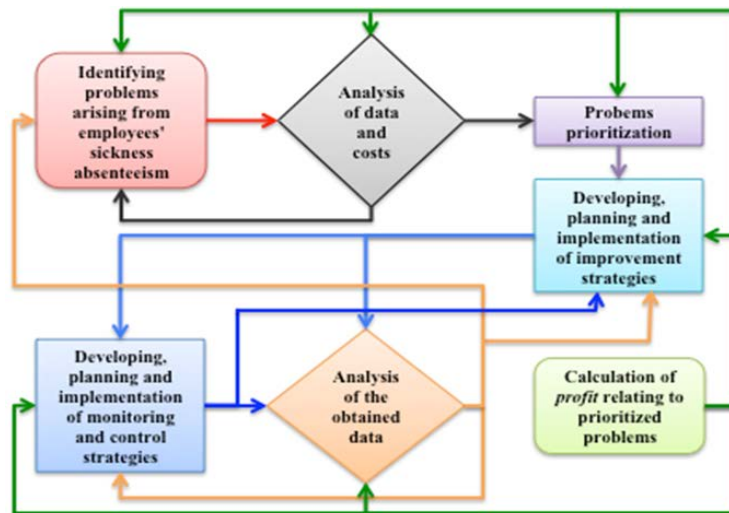 Identifying
problems
arising from
employees'
sickness
absenteeism
Analysis
of data
and
costs
Probems
prioritization
Developing,
planning and
implementation
of improvement
strategies
Developing,
planning and
implementation
of monitoring
and control
strategies
Analysis
of the
obtained
data
Calculation of
profit relating to
prioritized
problems